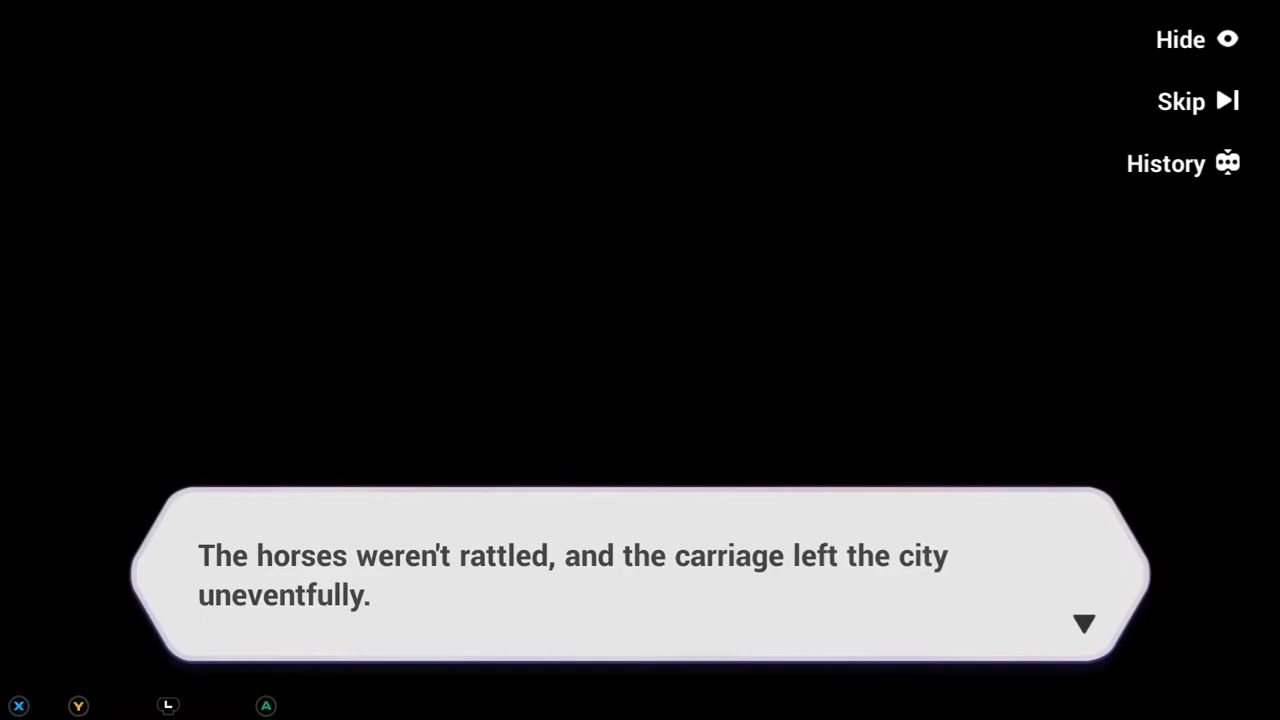 Hide
Skip
History
The horses weren't rattled, and the carriage left the city
uneventfully.
X
Y
L
A